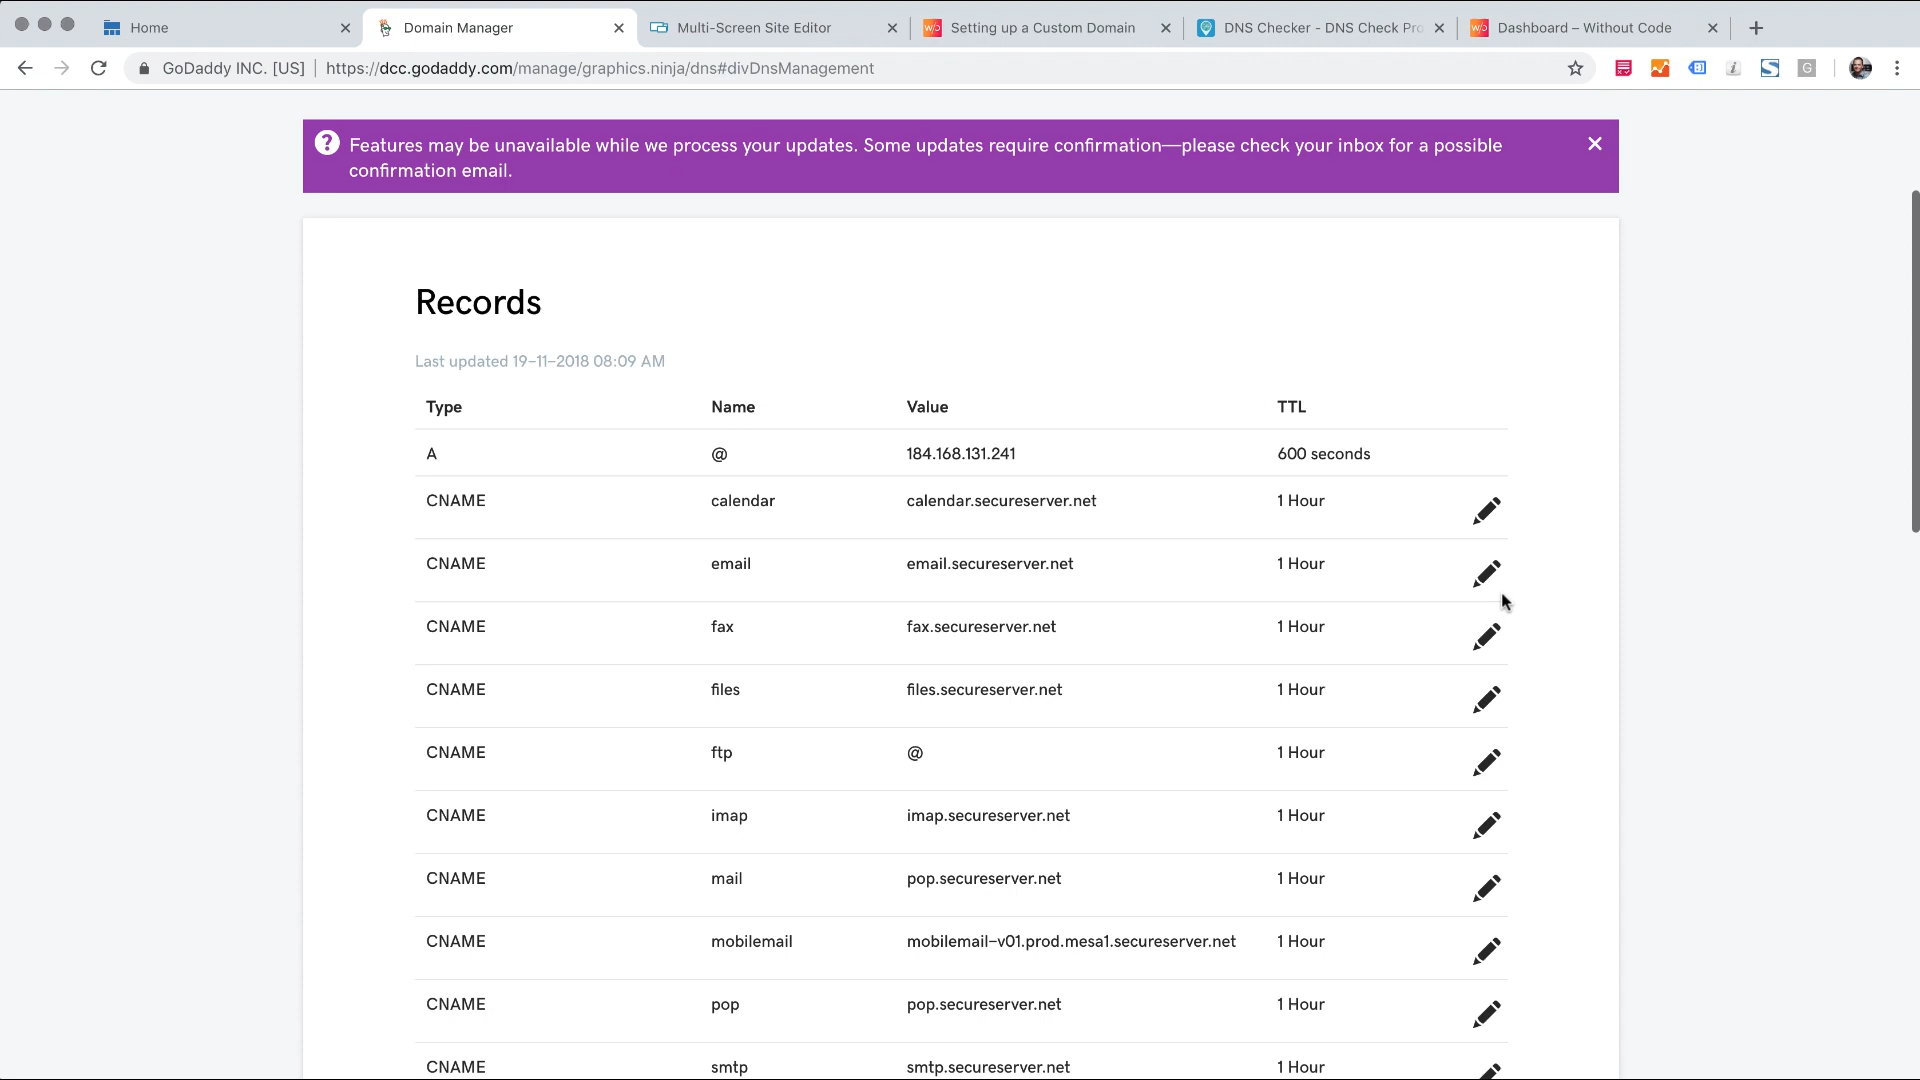 Home
Domain Manager
Multi-Screen Site Editor
Setting up a Custom Domain
DNS Checker - DNS Check Pro
Dashboard – Without Code
GoDaddy INC. [US] | https://dcc.godaddy.com/manage/graphics.ninja/dns#divDnsManagement
Features may be unavailable while we process your updates. Some updates require confirmation—please check your inbox for a possible
confirmation email.
Records
Last updated 19-11-2018 08:09 AM
Type Name Value TTL
A @ 184.168.131.241 600 seconds
CNAME calendar calendar.secureserver.net 1 Hour
CNAME email email.secureserver.net 1 Hour
CNAME fax fax.secureserver.net 1 Hour
CNAME files files.secureserver.net 1 Hour
CNAME ftp @ 1 Hour
CNAME imap imap.secureserver.net 1 Hour
CNAME mail pop.secureserver.net 1 Hour
CNAME mobilemail mobilemail-v01.prod.mesa1.secureserver.net 1 Hour
CNAME pop pop.secureserver.net 1 Hour
CNAME smtp smtp.secureserver.net 1 Hour